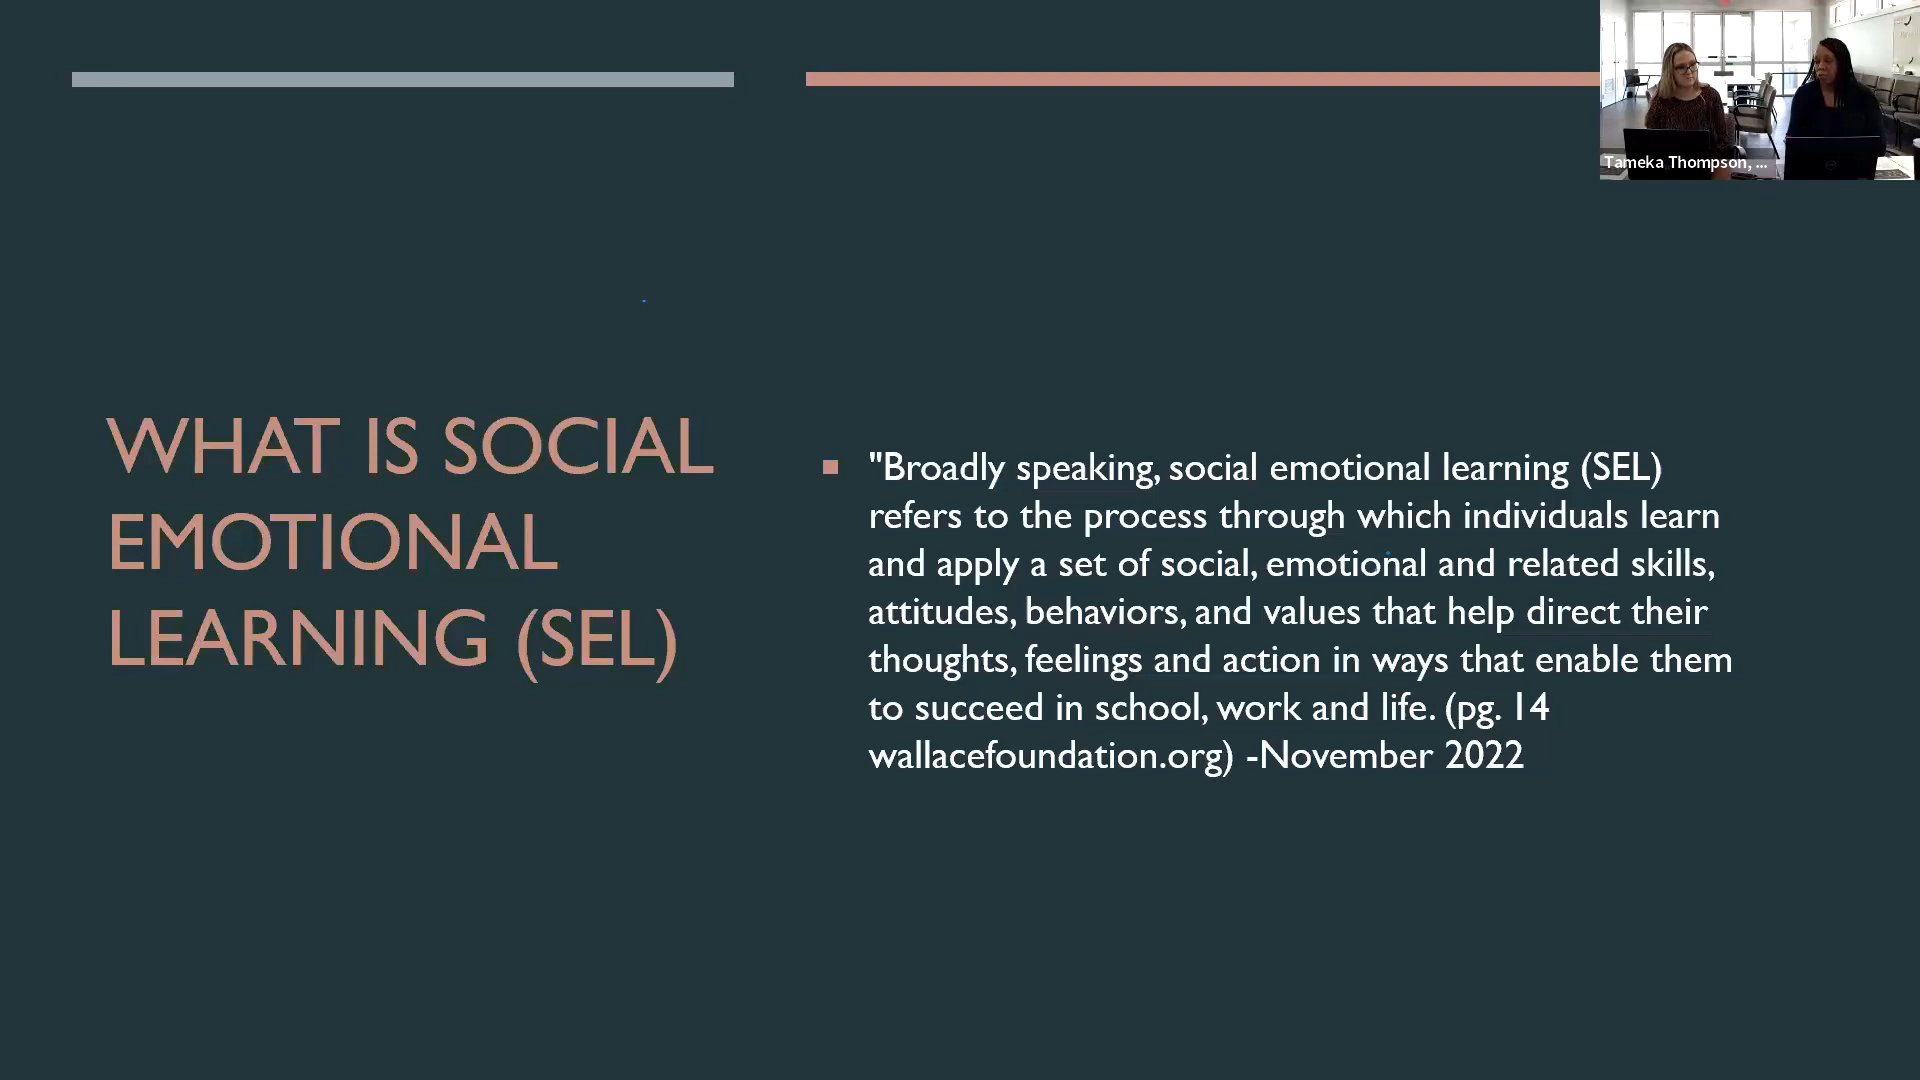 WHAT IS SOCIAL
EMOTIONAL
LEARNING (SEL)
"Broadly speaking, social emotional learning (SEL)
refers to the process through which individuals learn
and apply a set of social, emotional and related skills,
attitudes, behaviors, and values that help direct their
thoughts, feelings and action in ways that enable them
to succeed in school, work and life. (pg. 14
wallacefoundation.org) -November 2022
Tameka Thompson, ...